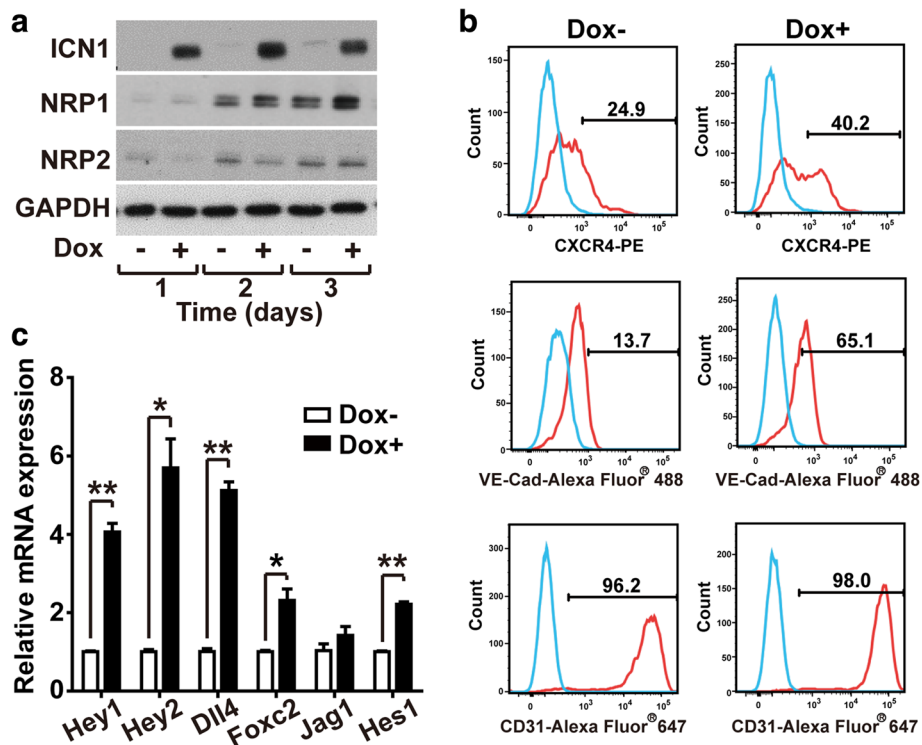 a
ICN1
NRP1
NRP2
GAPDH
Dox - + - + - +
1 2 3
Time (days)
b
Dox- Dox+
Count
150
100
50
0
24.9
0 10³ 10⁴ 10⁵
CXCR4-PE
Count
250
200
150
100
50
0
40.2
0 10³ 10⁴ 10⁵
CXCR4-PE
Count
150
100
50
0
13.7
0 10³ 10⁴ 10⁵
VE-Cad-Alexa Fluor® 488
Count
300
200
100
0
65.1
0 10³ 10⁴ 10⁵
VE-Cad-Alexa Fluor® 488
Count
300
200
100
0
96.2
0 10³ 10⁴ 10⁵
CD31-Alexa Fluor® 647
Count
200
150
100
50
0
98.0
0 10³ 10⁴ 10⁵
CD31-Alexa Fluor® 647
c
Relative mRNA expression
8
6
4
2
0
Dox-
Dox+
**
*
**
*
**
Hey1 Hey2 Dll4 Foxc2 Jag1 Hes1